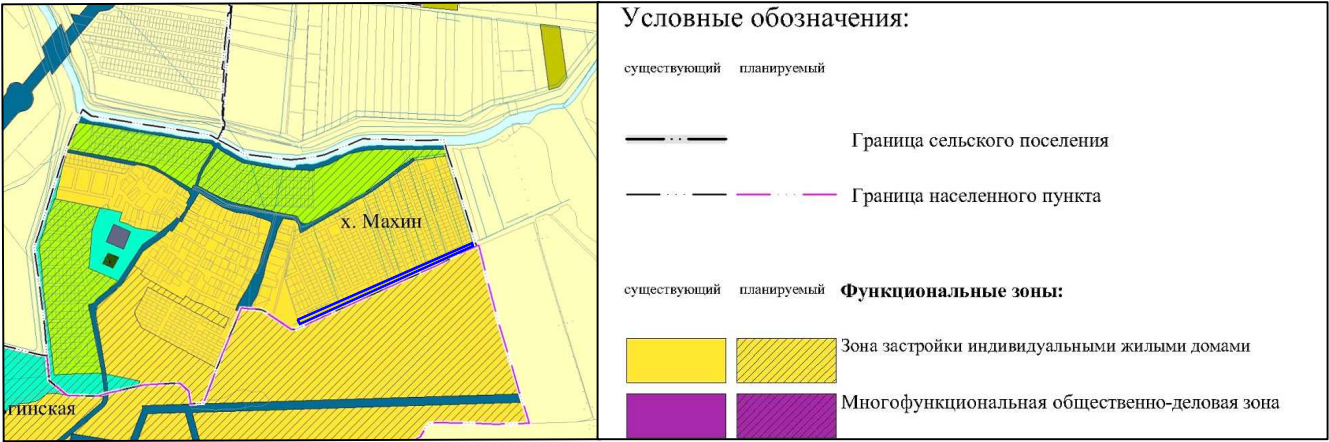 х. Махин
гинская
Условные обозначения:
существующий планируемый
Граница сельского поселения
Граница населенного пункта
существующий планируемый Функциональные зоны:
Зона застройки индивидуальными жилыми домами
Многофункциональная общественно-деловая зона